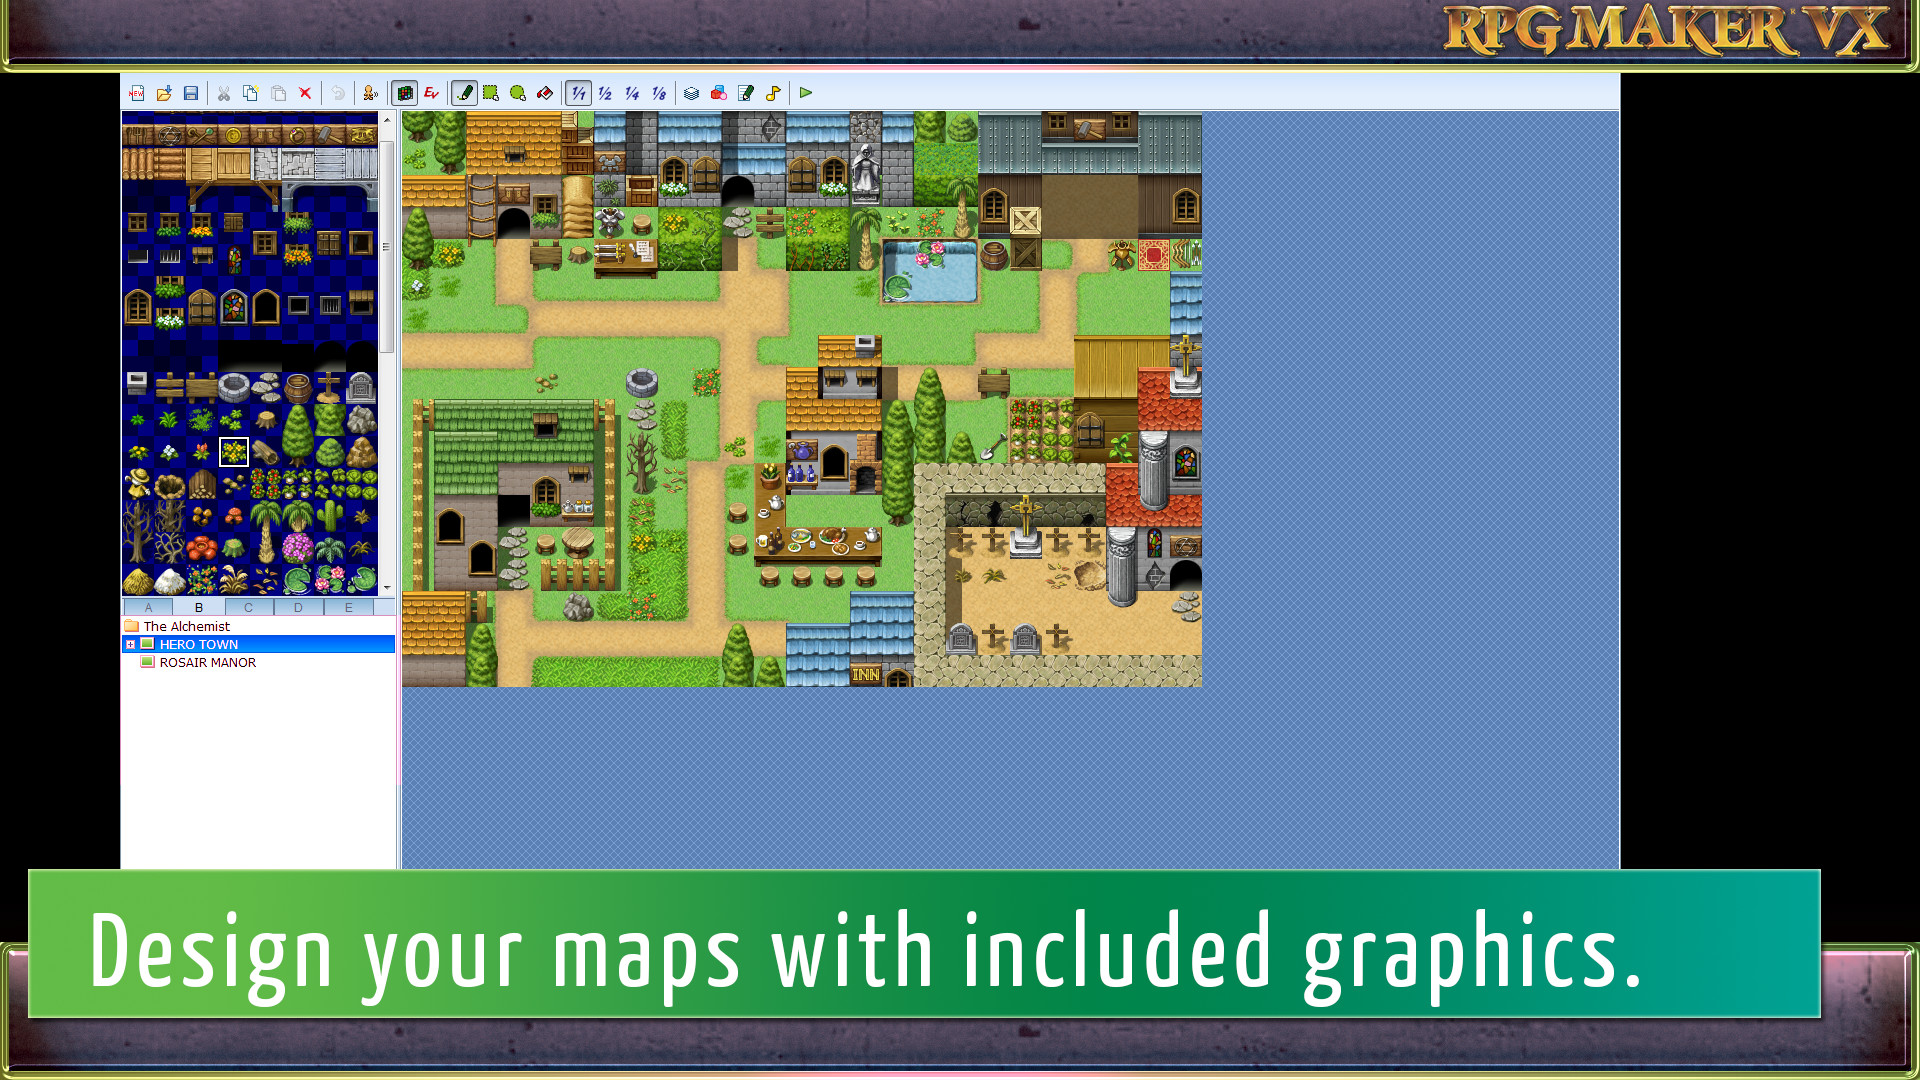 RPG MAKER VX
NEW
EV
1/1 1/2 1/4 1/8
A B C D E
The Alchemist
HERO TOWN
ROSAIR MANOR
INN
Design your maps with included graphics.